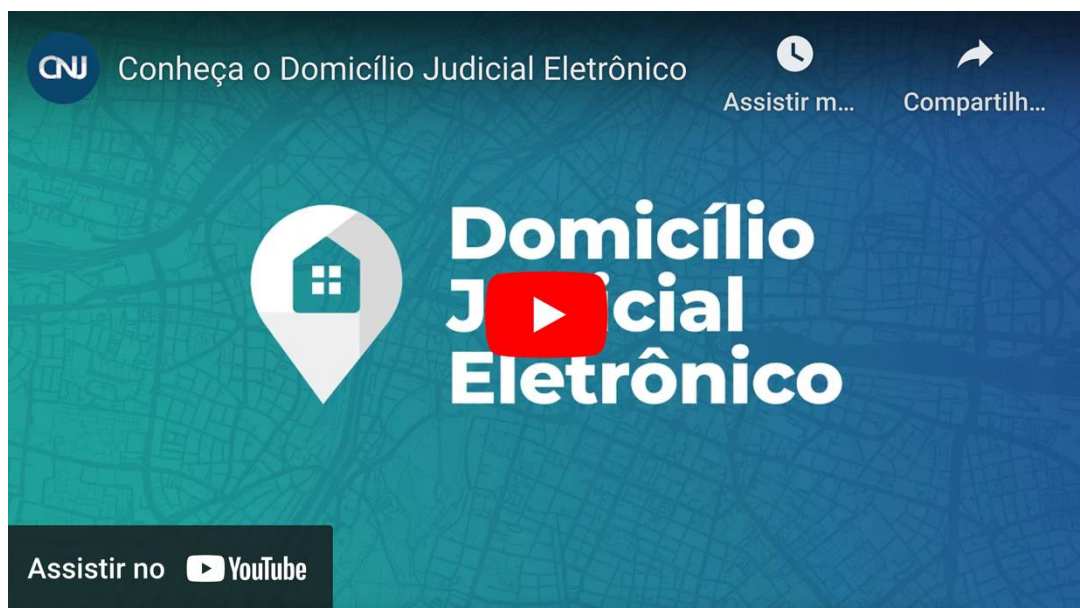 CNJ
Conheça o Domicílio Judicial Eletrônico
Assistir m...
Compartilh...
Domicílio
Judicial
Eletrônico
Assistir no YouTube